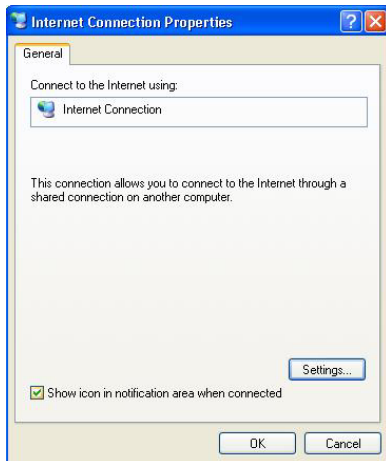 Internet Connection Properties
General
Connect to the Internet using:
Internet Connection
This connection allows you to connect to the Internet through a
shared connection on another computer.
Settings...
Show icon in notification area when connected
OK
Cancel